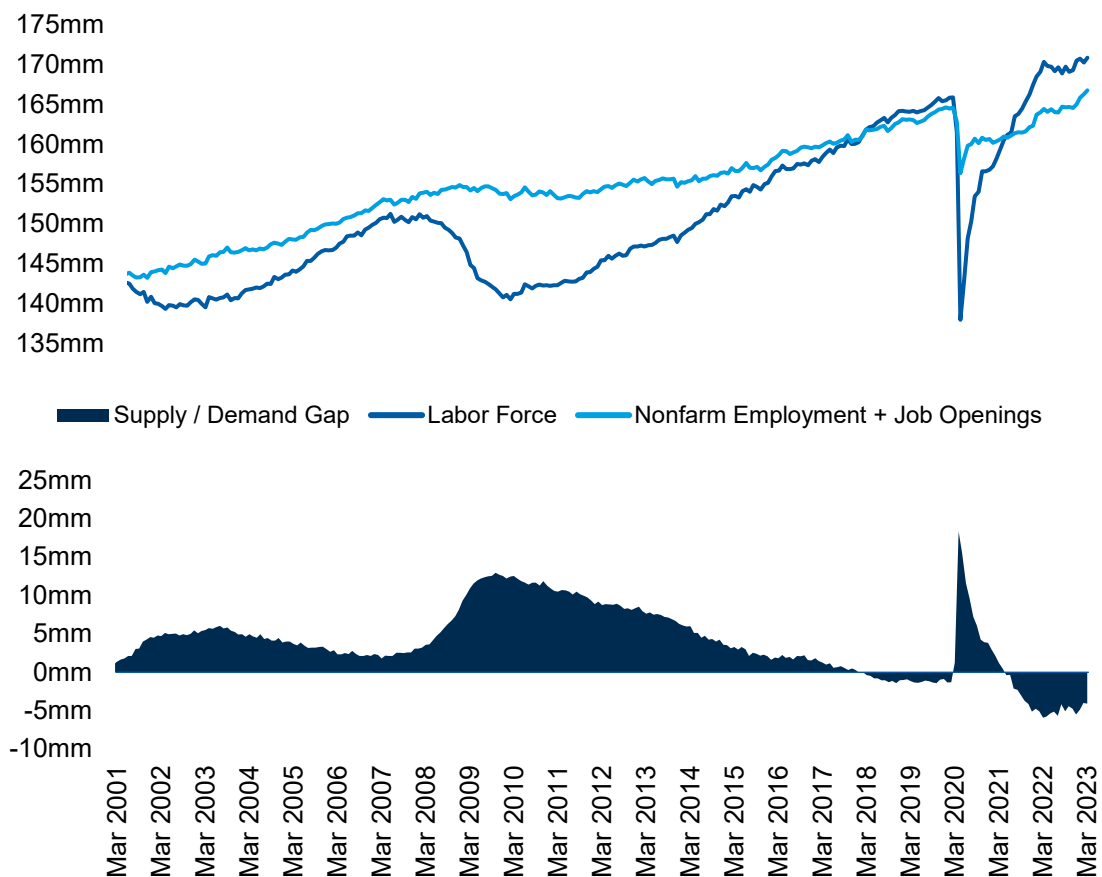 175mm
170mm
165mm
160mm
155mm
150mm
145mm
140mm
135mm
Supply / Demand Gap Labor Force Nonfarm Employment + Job Openings
25mm
20mm
15mm
10mm
5mm
0mm
-5mm
-10mm
Mar 2001
Mar 2002
Mar 2003
Mar 2004
Mar 2005
Mar 2006
Mar 2007
Mar 2008
Mar 2009
Mar 2010
Mar 2011
Mar 2012
Mar 2013
Mar 2014
Mar 2015
Mar 2016
Mar 2017
Mar 2018
Mar 2019
Mar 2020
Mar 2021
Mar 2022
Mar 2023